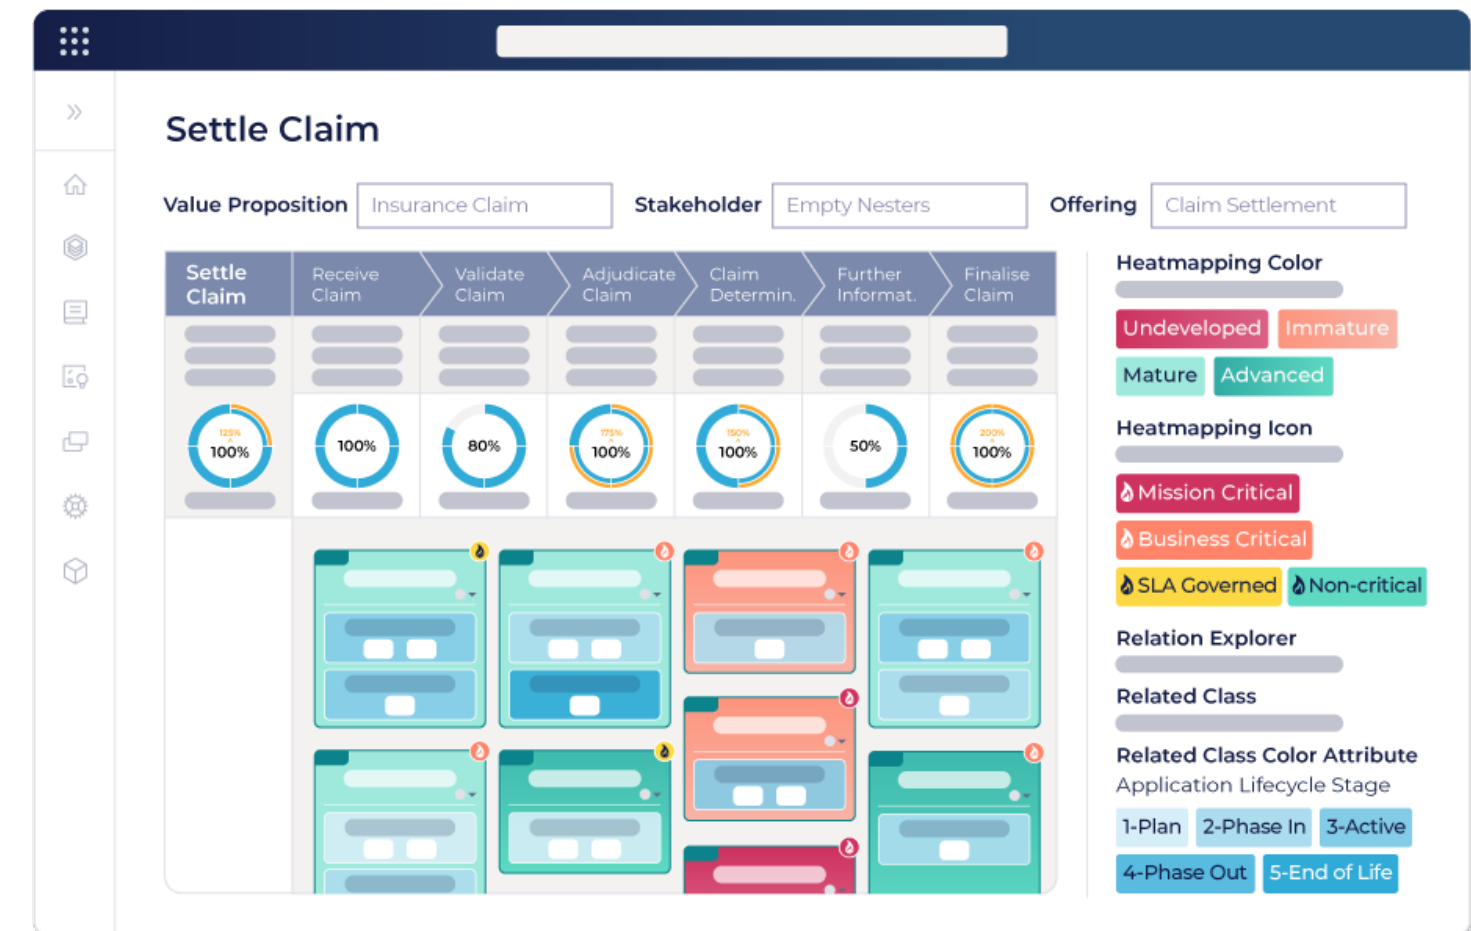 Settle Claim
Value Proposition
Insurance Claim
Stakeholder
Empty Nesters
Offering
Claim Settlement
Settle
Claim
Receive
Claim
Validate
Claim
Adjudicate
Claim
Claim
Determin.
Further
Informat.
Finalise
Claim
125%
100%
100%
80%
175%
100%
150%
100%
50%
200%
100%
Heatmapping Color
Undeveloped
Immature
Mature
Advanced
Heatmapping Icon
Mission Critical
Business Critical
SLA Governed
Non-critical
Relation Explorer
Related Class
Related Class Color Attribute
Application Lifecycle Stage
1-Plan
2-Phase In
3-Active
4-Phase Out
5-End of Life